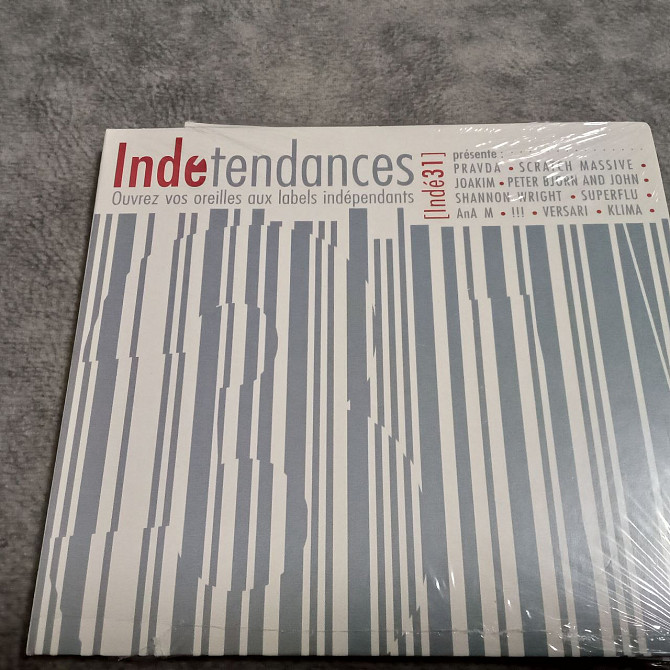 Indétendances
Ouvrez vos oreilles aux labels indépendants
[Indé31]
présente :
PRAVDA • SCRATCH MASSIVE •
JOAKIM • PETER BJORN AND JOHN •
SHANNON WRIGHT • SUPERFLU
AnA M • !!! • VERSARI • KLIMA •